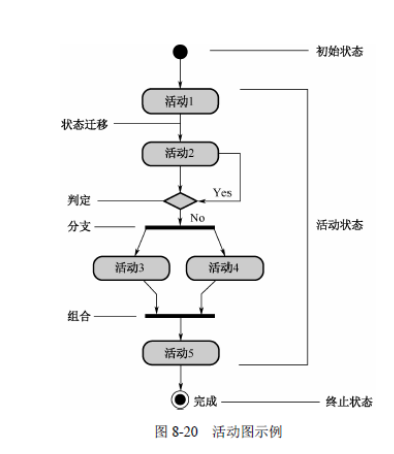 初始状态
活动1
状态迁移
活动2
Yes
判定
No
分支
活动状态
活动3
活动4
组合
活动5
完成
终止状态
图 8-20 活动图示例